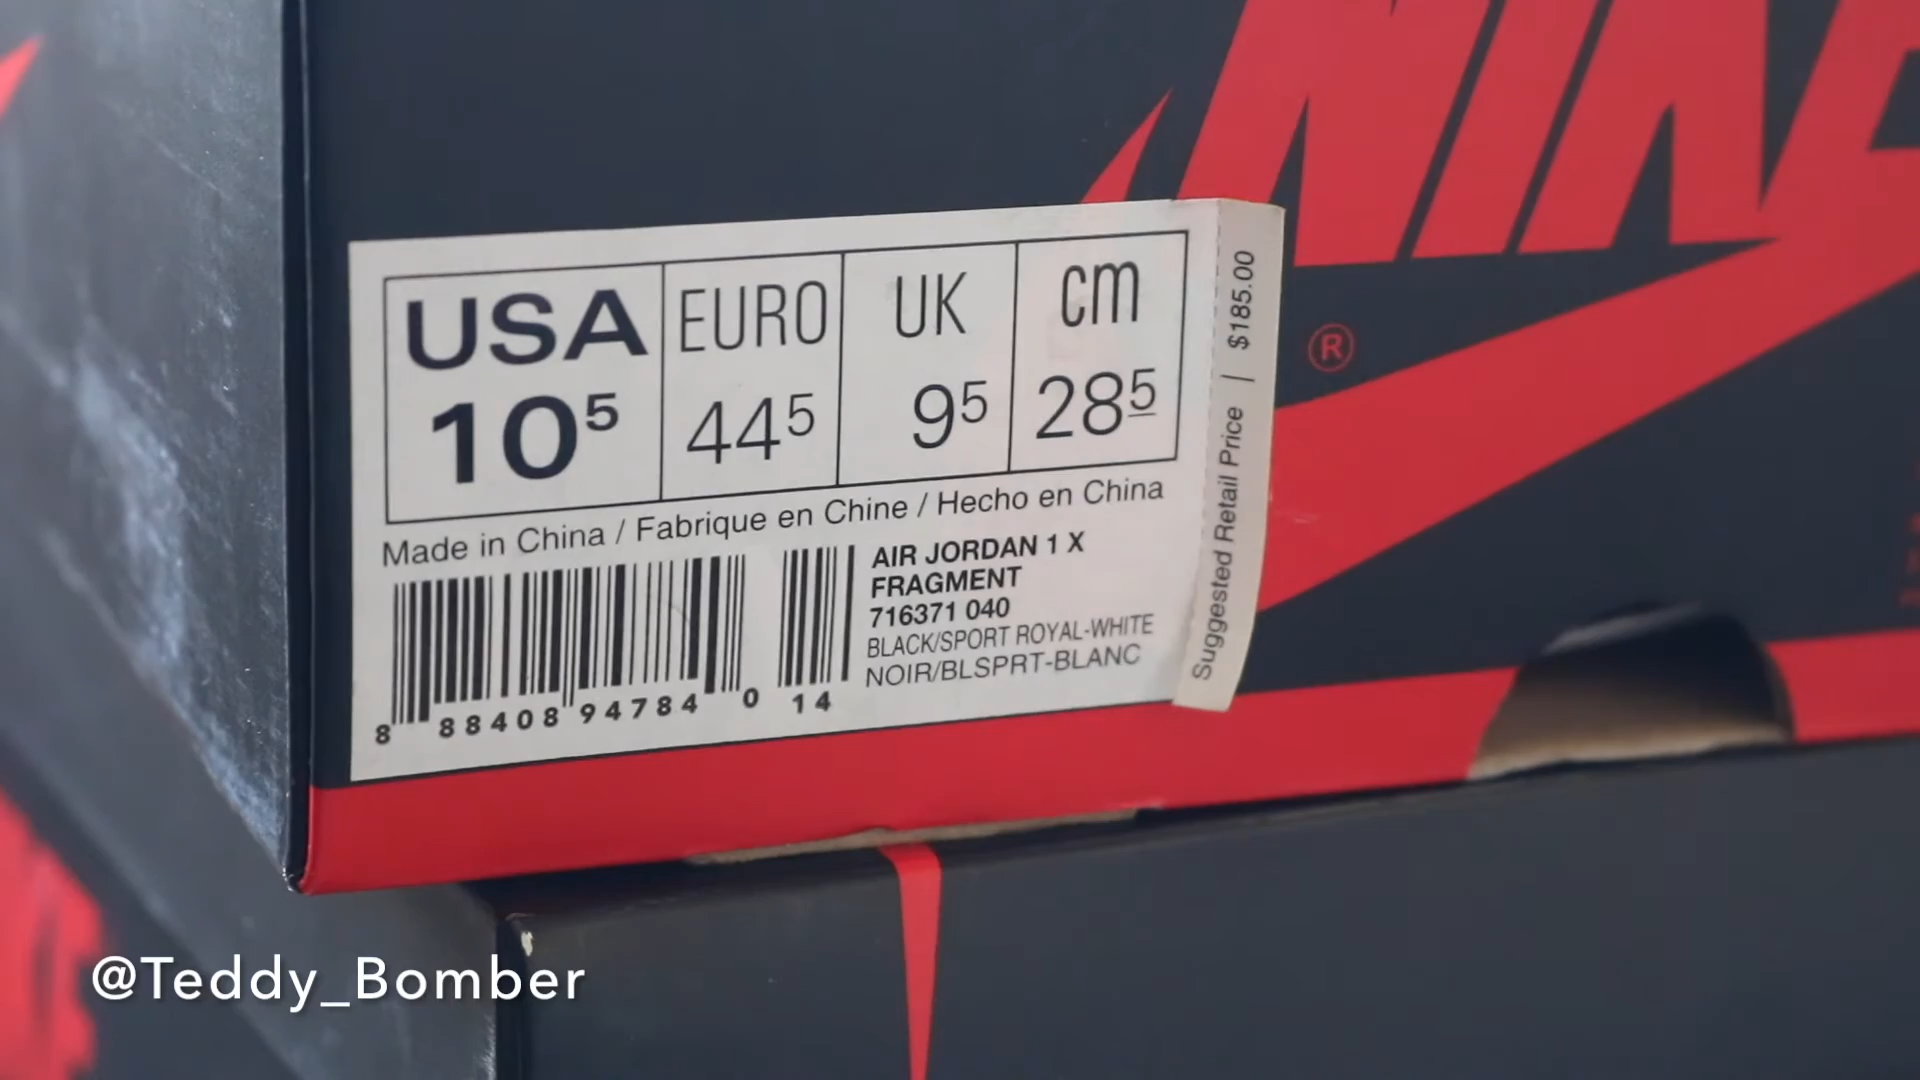 NIKE
®
USA EURO UK cm
10⁵ 44⁵ 9⁵ 28⁵
Made in China / Fabrique en Chine / Hecho en China
AIR JORDAN 1 X
FRAGMENT
716371 040
BLACK/SPORT ROYAL-WHITE
NOIR/BLSPRT-BLANC
8 88408 94784 0 14
Suggested Retail Price | $185.00
@Teddy_Bomber